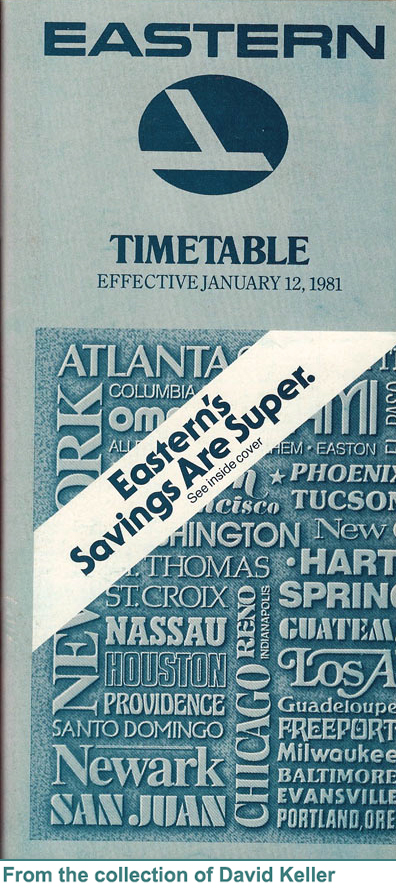 EASTERN
TIMETABLE
EFFECTIVE JANUARY 12, 1981
ATLANTA
COLUMBIA
Eastern's
Savings Are Super.
See inside cover
EASTON
PHOENIX
TUCSON
New
ST. THOMAS
HART
ST. CROIX
SPRING
NASSAU
RENO
INDIANAPOLIS
GUATEMA
HOUSTON
Los A
PROVIDENCE
CHICAGO
Guadeloupe
SANTO DOMINGO
FREEPORT
Newark
Milwaukee
BALTIMORE
EVANSVILLE
SAN JUAN
PORTLAND, ORE
From the collection of David Keller